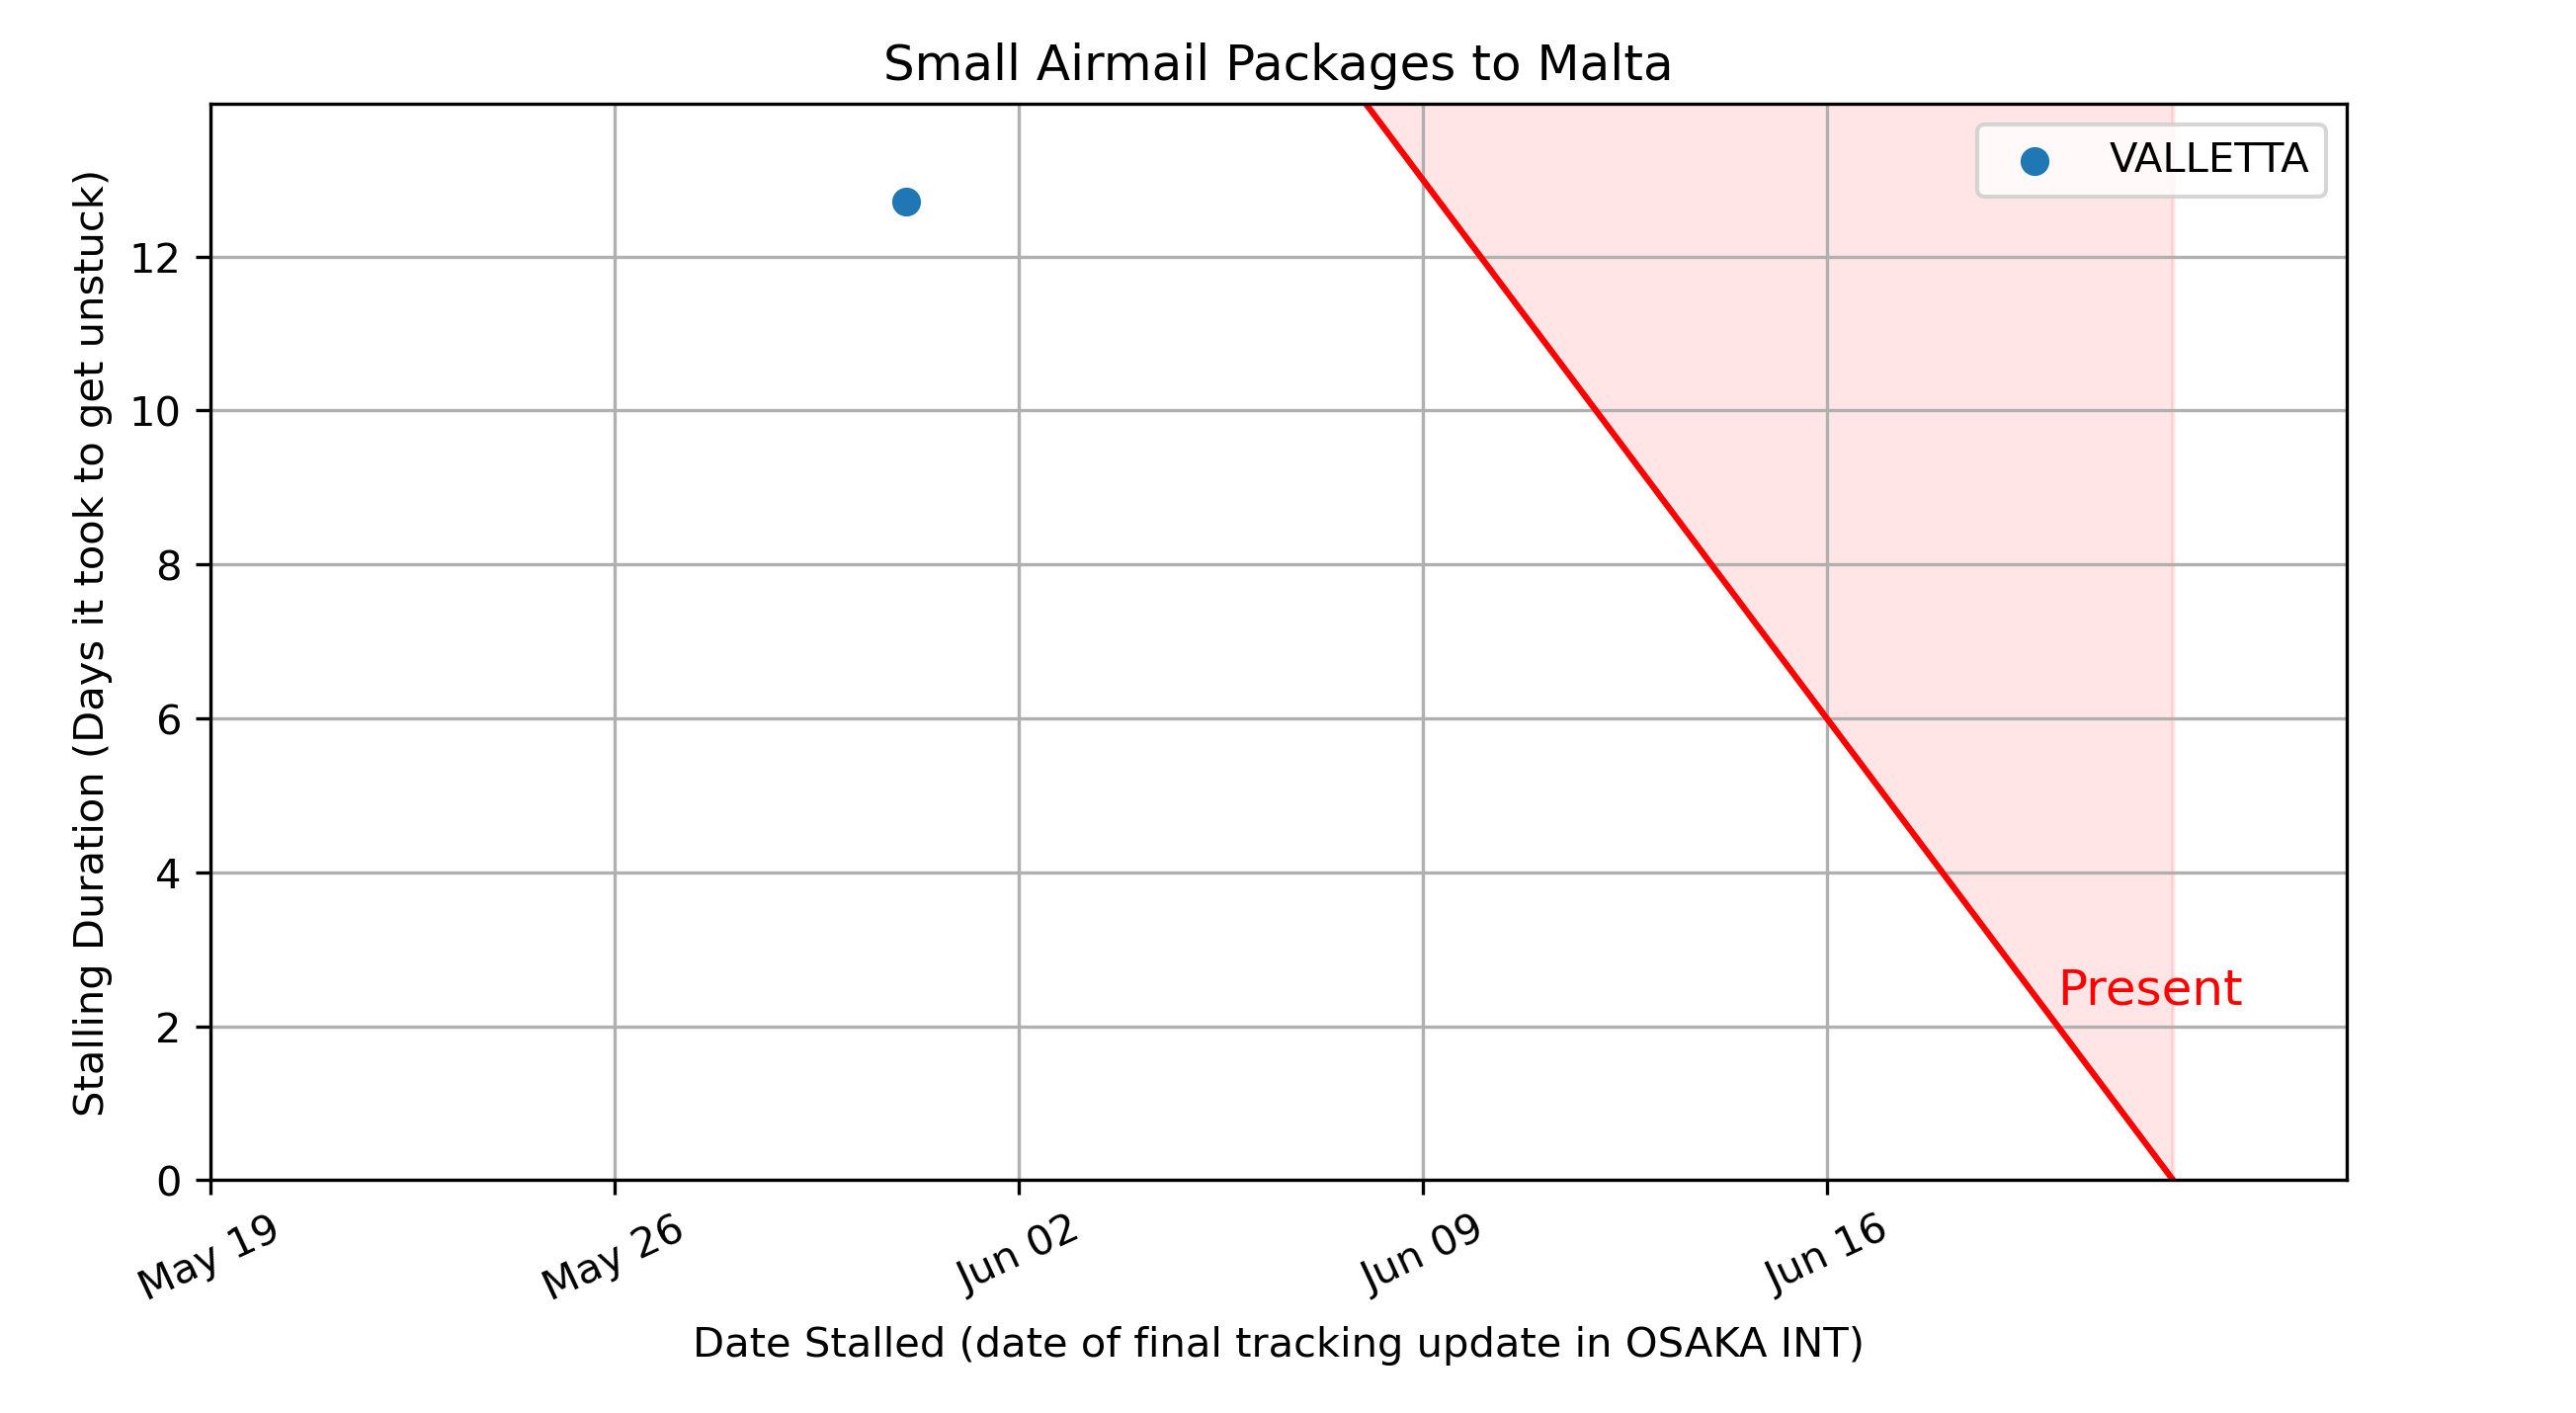 Small Airmail Packages to Malta
VALLETTA
Stalling Duration (Days it took to get unstuck)
12
10
8
6
4
2
0
Present
May 19
May 26
Jun 02
Jun 09
Jun 16
Date Stalled (date of final tracking update in OSAKA INT)